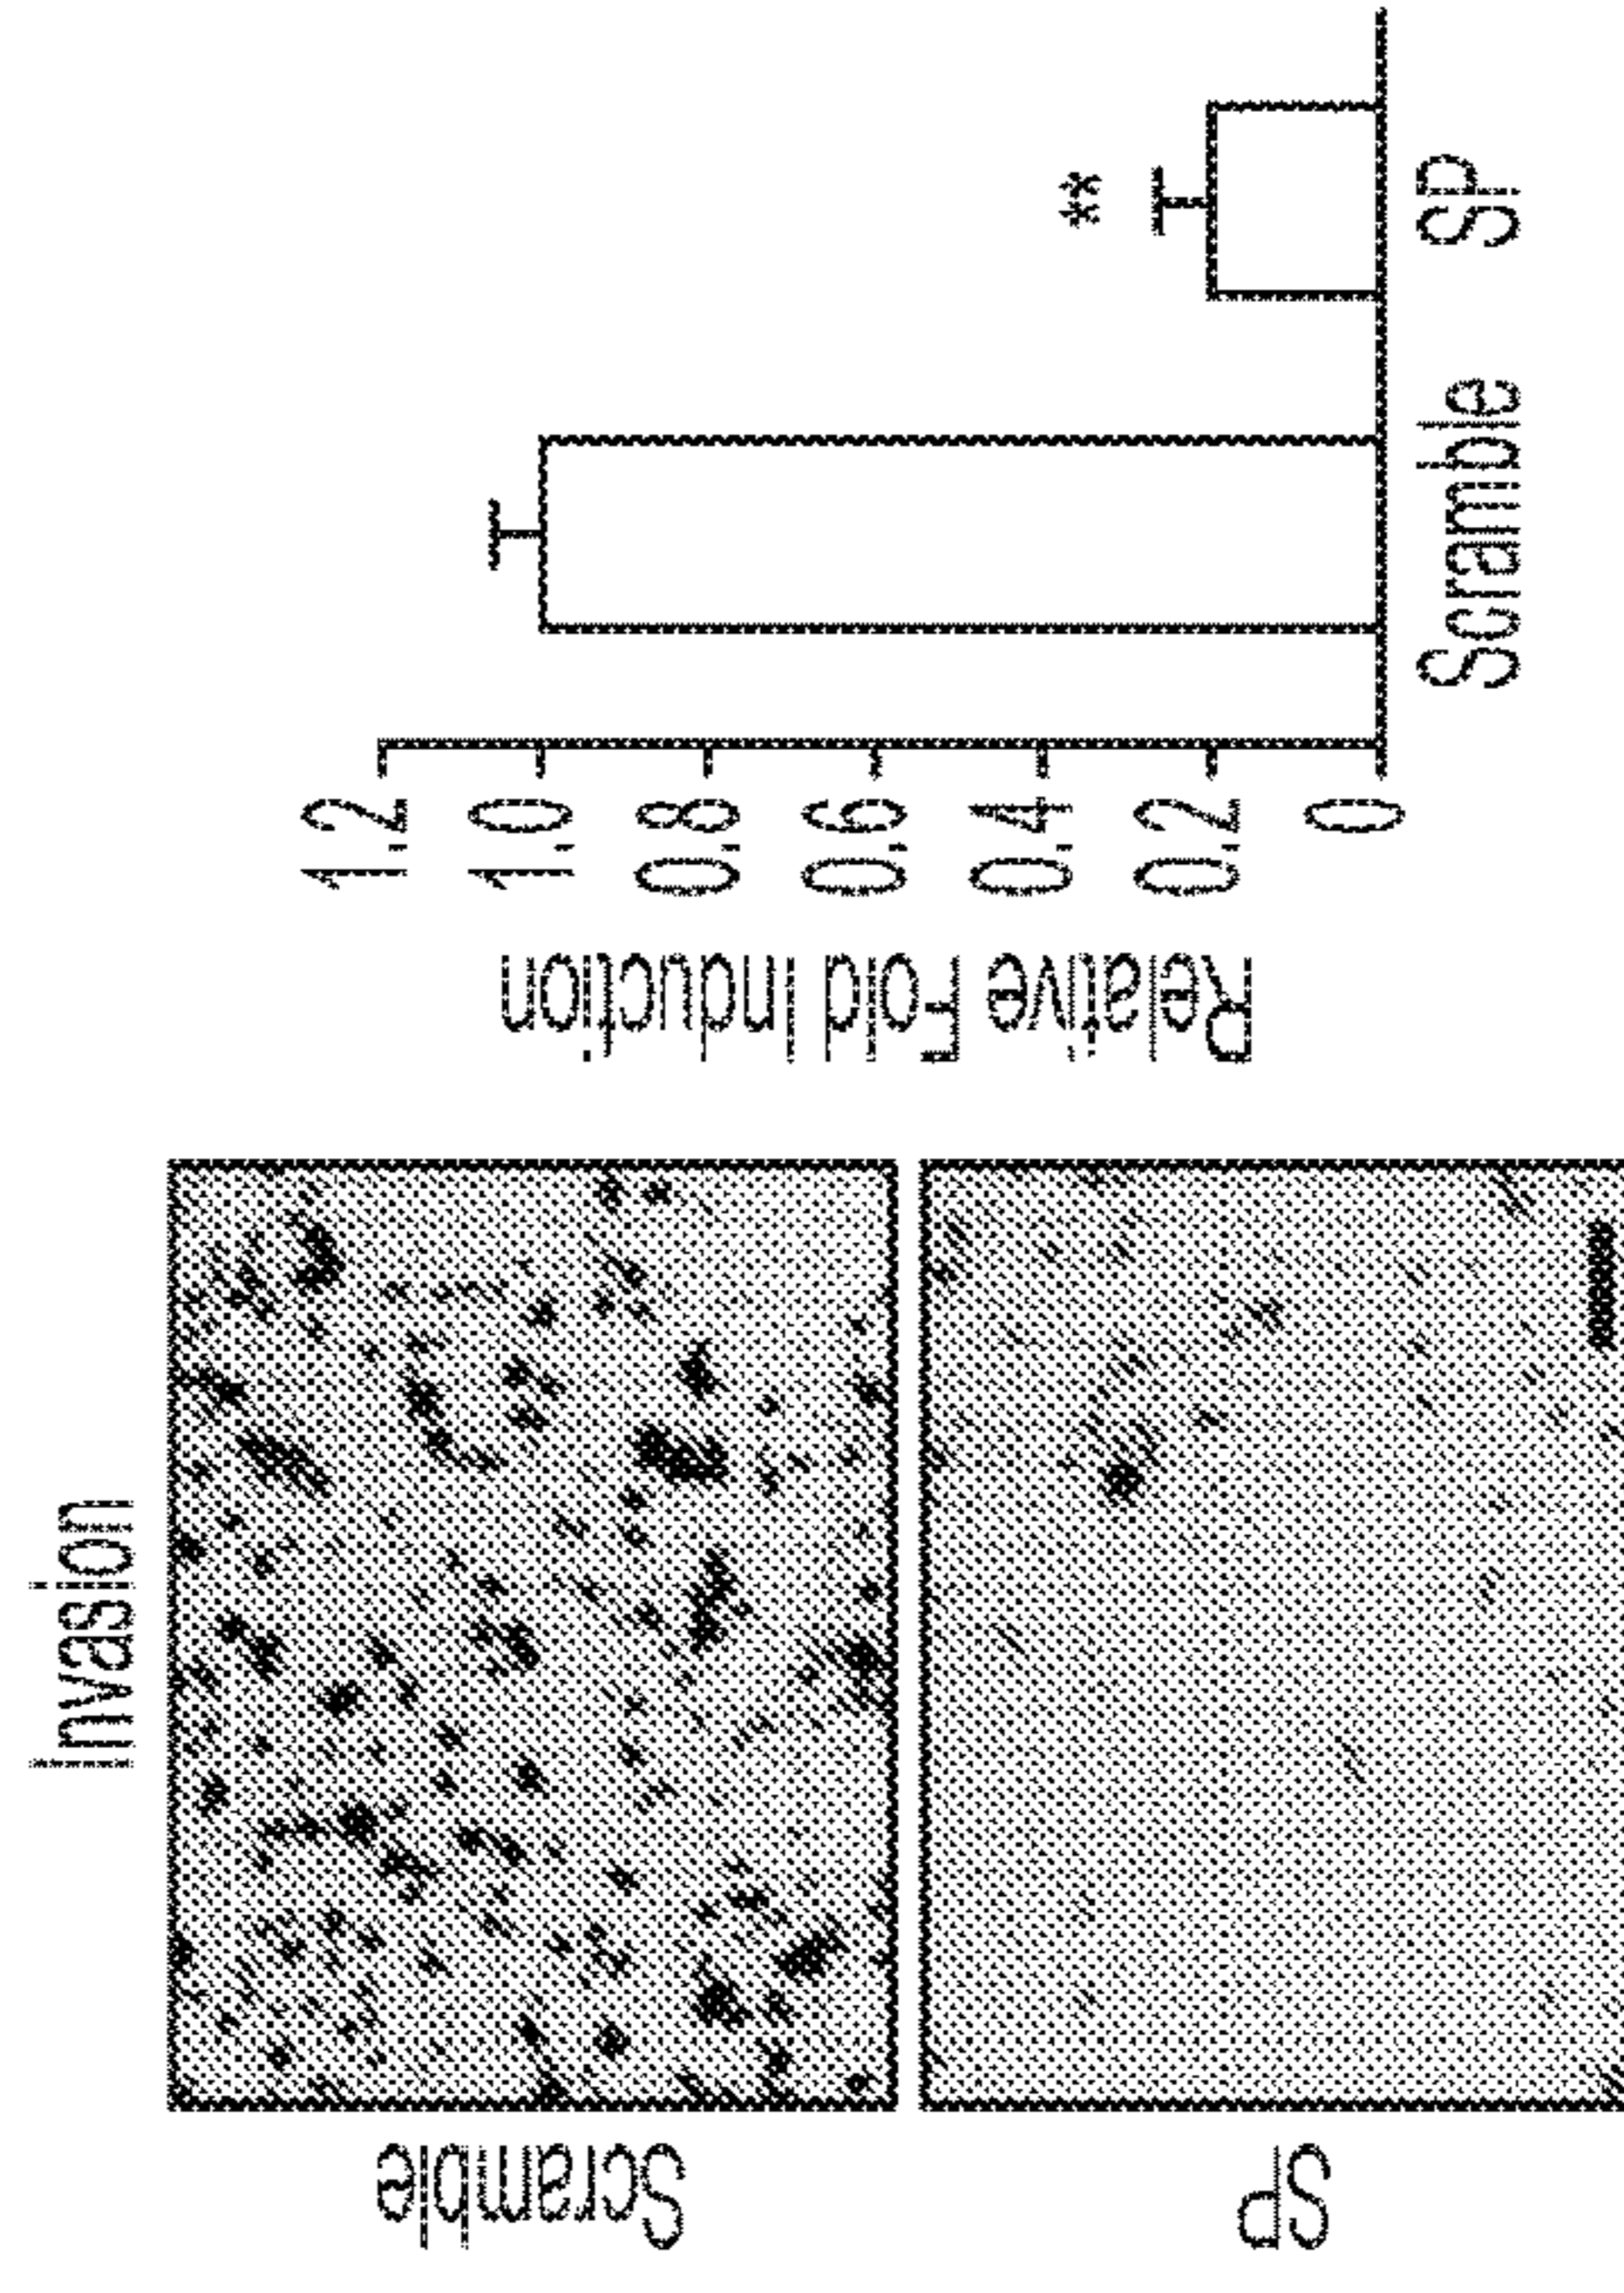 invasion
Scramble
SP
Relative Fold Induction
1.2
1.0
0.8
0.6
0.4
0.2
0
**
Scramble
SP